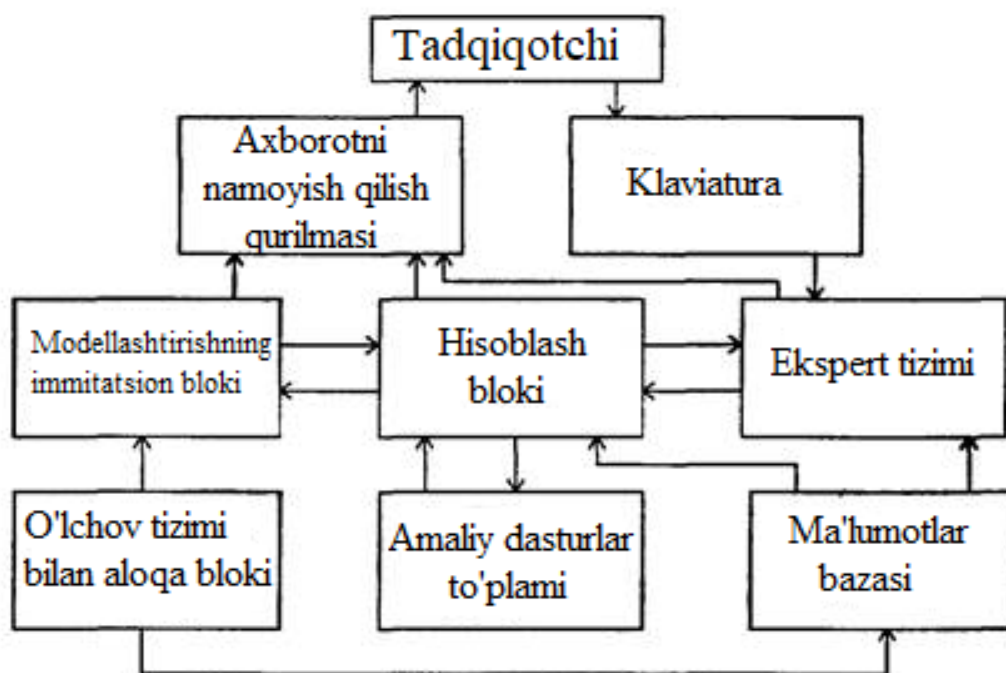 Tadqiqotchi
Axborotni
namoyish qilish
qurilmasi
Klaviatura
Modellashtirishning
immitatsion bloki
Hisoblash
bloki
Ekspert tizimi
O'lchov tizimi
bilan aloqa bloki
Amaliy dasturlar
to'plami
Ma'lumotlar
bazasi